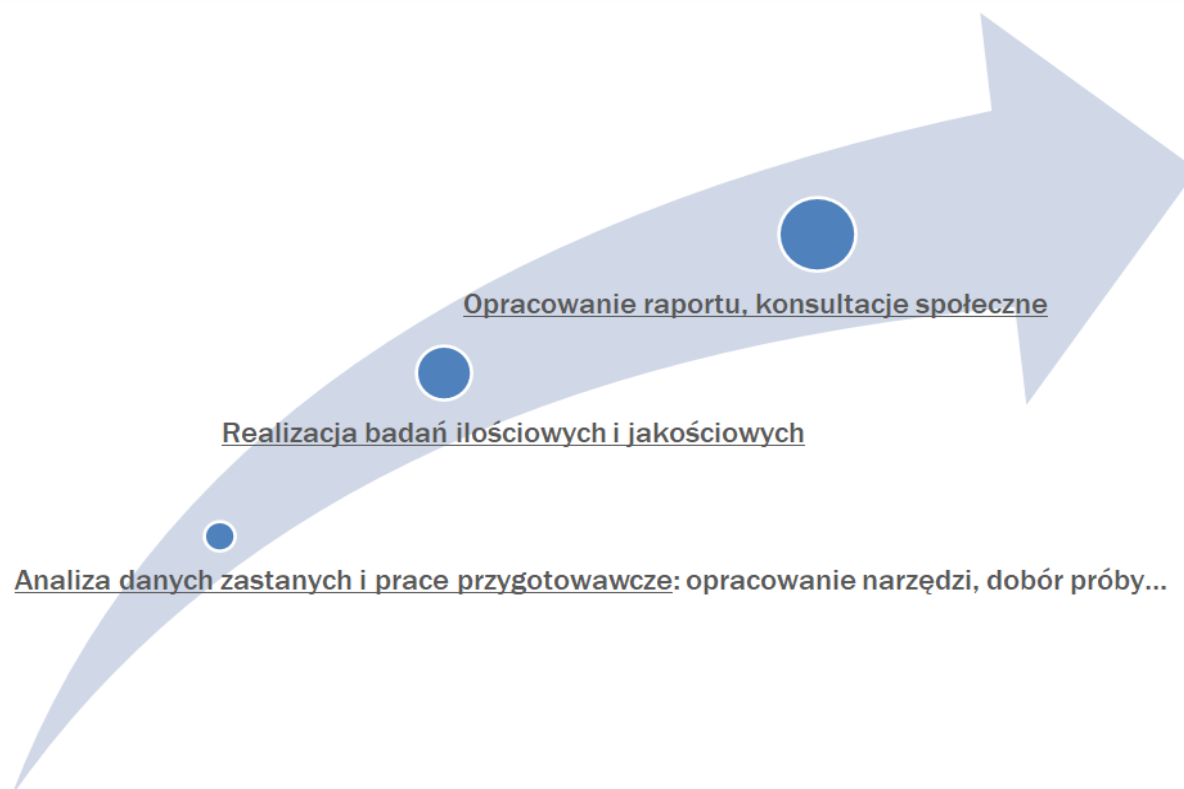 Opracowanie raportu, konsultacje społeczne
Realizacja badań ilościowych i jakościowych
Analiza danych zastanych i prace przygotowawcze: opracowanie narzędzi, dobór próby...